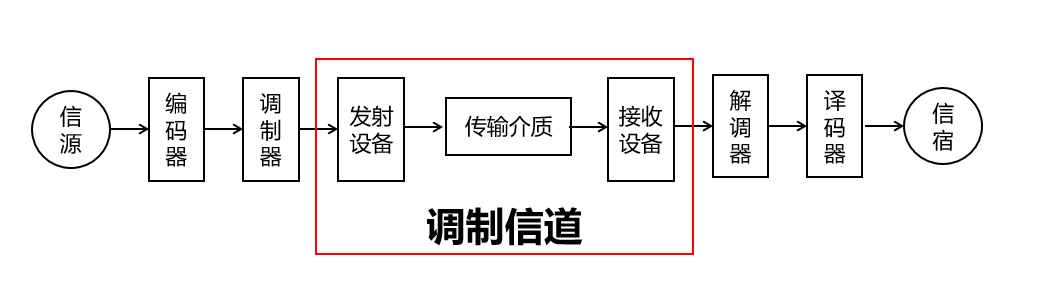 信
源
编
码
器
调
制
器
发射
设备
传输介质
接收
设备
解
调
器
译
码
器
信
宿
调制信道